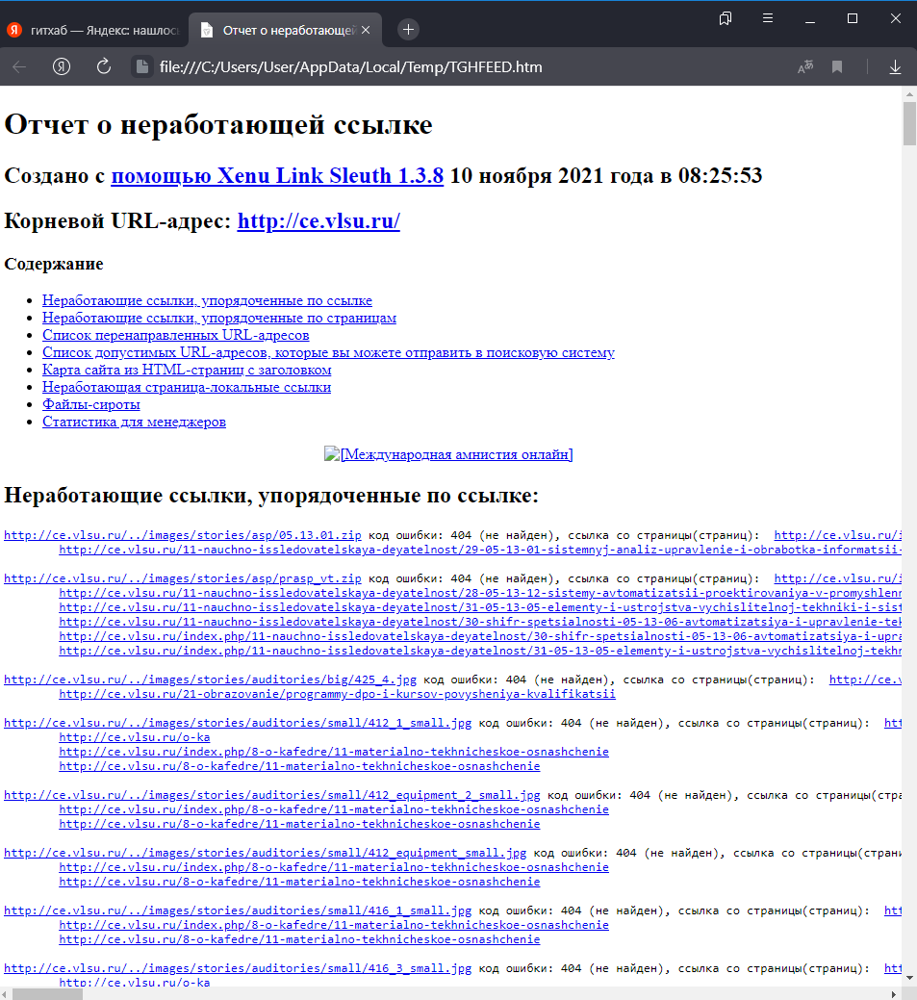 гитхаб — Яндекс: нашлось
Отчет о неработающей
file:///C:/Users/User/AppData/Local/Temp/TGHFEED.htm
Отчет о неработающей ссылке
Создано с помощью Xenu Link Sleuth 1.3.8 10 ноября 2021 года в 08:25:53
Корневой URL-адрес: http://ce.vlsu.ru/
Содержание
Неработающие ссылки, упорядоченные по ссылке
Неработающие ссылки, упорядоченные по страницам
Список перенаправленных URL-адресов
Список допустимых URL-адресов, которые вы можете отправить в поисковую систему
Карта сайта из HTML-страниц с заголовком
Неработающая страница-локальные ссылки
Файлы-сироты
Статистика для менеджеров
[Международная амнистия онлайн]
Неработающие ссылки, упорядоченные по ссылке:
http://ce.vlsu.ru/../images/stories/asp/05.13.01.zip код ошибки: 404 (не найден), ссылка со страницы(страниц): http://ce.vlsu.ru/i
http://ce.vlsu.ru/11-nauchno-issledovatelskaya-deyatelnost/29-05-13-01-sistemnyj-analiz-upravlenie-i-obrabotka-informatsii-
http://ce.vlsu.ru/../images/stories/asp/prasp_vt.zip код ошибки: 404 (не найден), ссылка со страницы(страниц): http://ce.vlsu.ru/i
http://ce.vlsu.ru/11-nauchno-issledovatelskaya-deyatelnost/28-05-13-12-sistemy-avtomatizatsii-proektirovaniya-v-promyshlenn
http://ce.vlsu.ru/11-nauchno-issledovatelskaya-deyatelnost/31-05-13-05-elementy-i-ustrojstva-vychislitelnoj-tekhniki-i-sist
http://ce.vlsu.ru/11-nauchno-issledovatelskaya-deyatelnost/30-shifr-spetsialnosti-05-13-06-avtomatizatsiya-i-upravlenie-tek
http://ce.vlsu.ru/index.php/11-nauchno-issledovatelskaya-deyatelnost/30-shifr-spetsialnosti-05-13-06-avtomatizatsiya-i-upra
http://ce.vlsu.ru/index.php/11-nauchno-issledovatelskaya-deyatelnost/31-05-13-05-elementy-i-ustrojstva-vychislitelnoj-tekhn
http://ce.vlsu.ru/../images/stories/auditories/big/425_4.jpg код ошибки: 404 (не найден), ссылка со страницы(страниц): http://ce.v
http://ce.vlsu.ru/21-obrazovanie/programmy-dpo-i-kursov-povysheniya-kvalifikatsii
http://ce.vlsu.ru/../images/stories/auditories/small/412_1_small.jpg код ошибки: 404 (не найден), ссылка со страницы(страниц): htt
http://ce.vlsu.ru/o-ka
http://ce.vlsu.ru/index.php/8-o-kafedre/11-materialno-tekhnicheskoe-osnashchenie
http://ce.vlsu.ru/8-o-kafedre/11-materialno-tekhnicheskoe-osnashchenie
http://ce.vlsu.ru/../images/stories/auditories/small/412_equipment_2_small.jpg код ошибки: 404 (не найден), ссылка со страницы(стра
http://ce.vlsu.ru/index.php/8-o-kafedre/11-materialno-tekhnicheskoe-osnashchenie
http://ce.vlsu.ru/8-o-kafedre/11-materialno-tekhnicheskoe-osnashchenie
http://ce.vlsu.ru/../images/stories/auditories/small/412_equipment_small.jpg код ошибки: 404 (не найден), ссылка со страницы(страни
http://ce.vlsu.ru/index.php/8-o-kafedre/11-materialno-tekhnicheskoe-osnashchenie
http://ce.vlsu.ru/8-o-kafedre/11-materialno-tekhnicheskoe-osnashchenie
http://ce.vlsu.ru/../images/stories/auditories/small/416_1_small.jpg код ошибки: 404 (не найден), ссылка со страницы(страниц): htt
http://ce.vlsu.ru/index.php/8-o-kafedre/11-materialno-tekhnicheskoe-osnashchenie
http://ce.vlsu.ru/8-o-kafedre/11-materialno-tekhnicheskoe-osnashchenie
http://ce.vlsu.ru/../images/stories/auditories/small/416_3_small.jpg код ошибки: 404 (не найден), ссылка со страницы(страниц): htt
http://ce.vlsu.ru/o-ka